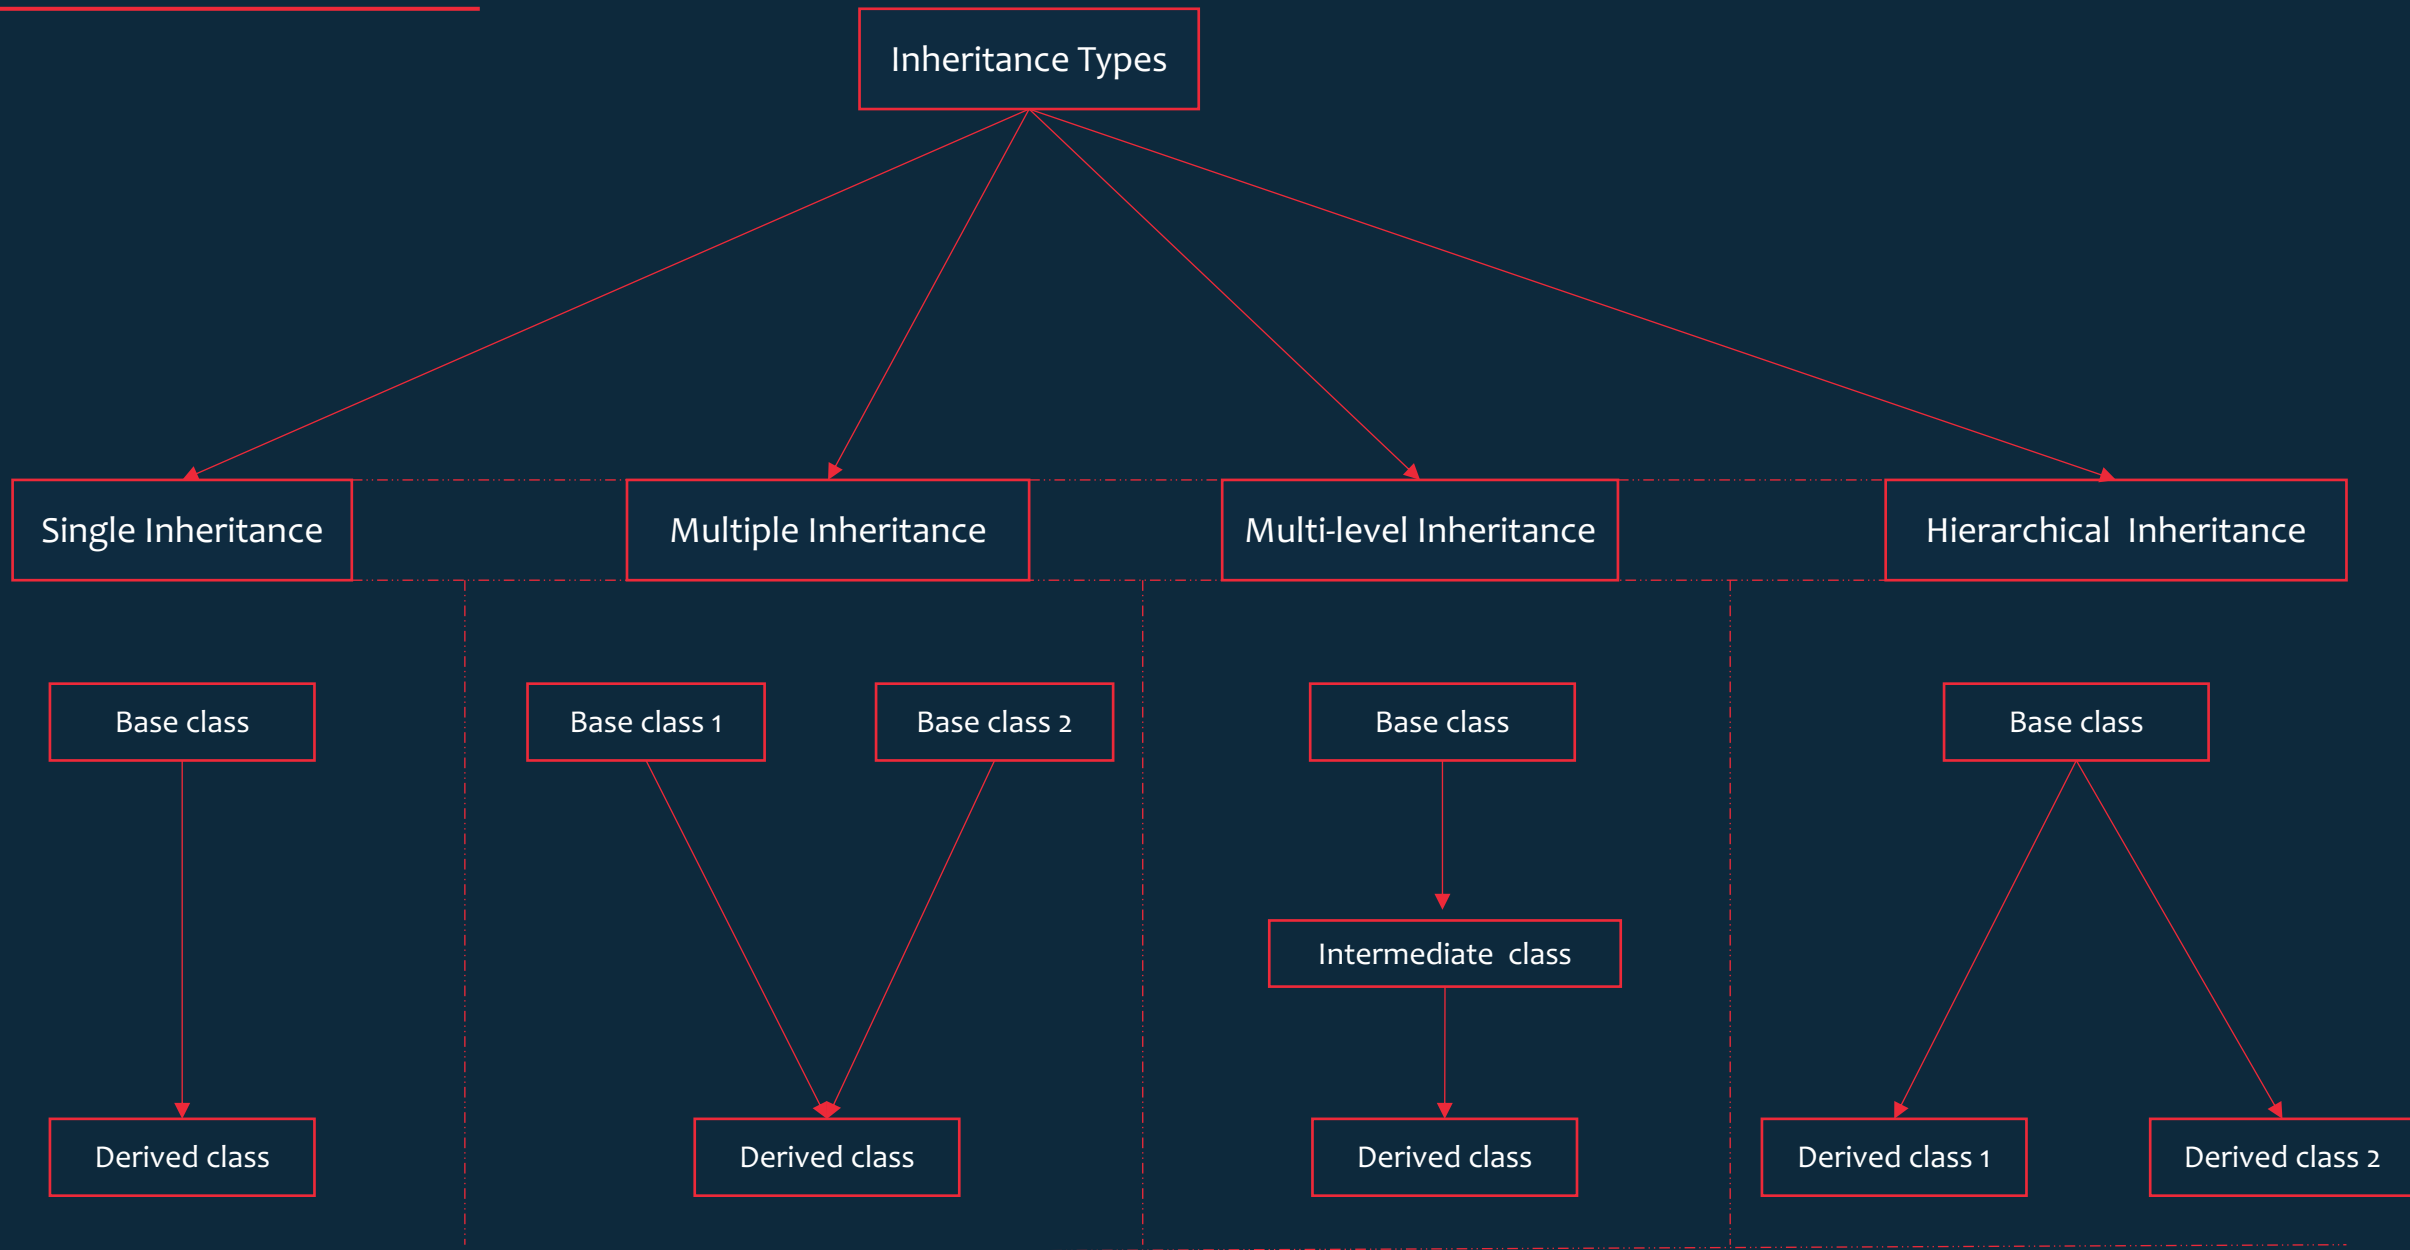 Inheritance Types
Single Inheritance
Multiple Inheritance
Multi-level Inheritance
Hierarchical Inheritance
Base class
Base class 1
Base class 2
Base class
Base class
Intermediate class
Derived class
Derived class
Derived class
Derived class 1
Derived class 2